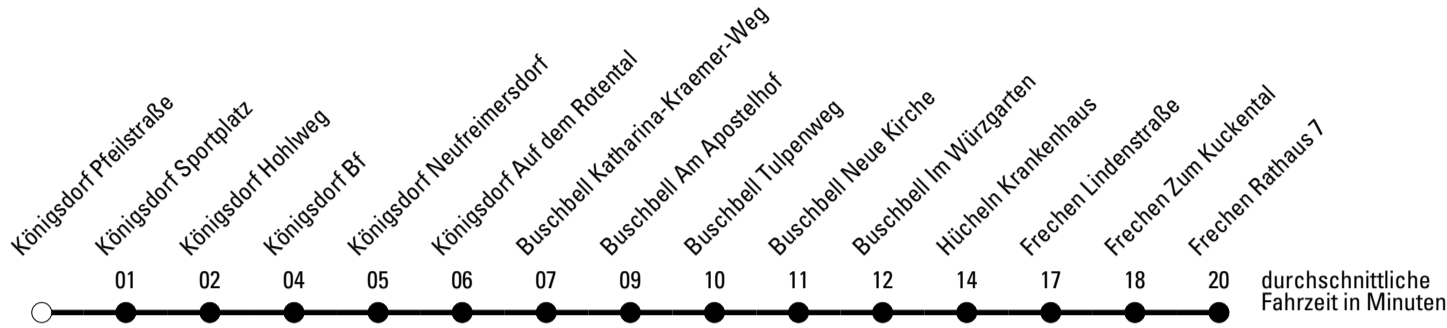 Königsdorf Pfeilstraße
Königsdorf Sportplatz
Königsdorf Hohlweg
Königsdorf Bf
Königsdorf Neufreimersdorf
Königsdorf Auf dem Rotental
Buschbell Katharina-Kraemer-Weg
Buschbell Am Apostelhof
Buschbell Tulpenweg
Buschbell Neue Kirche
Buschbell Im Würzgarten
Hücheln Krankenhaus
Frechen Lindenstraße
Frechen Zum Kuckental
Frechen Rathaus 7
01 02 04 05 06 07 09 10 11 12 14 17 18 20
durchschnittliche
Fahrzeit in Minuten